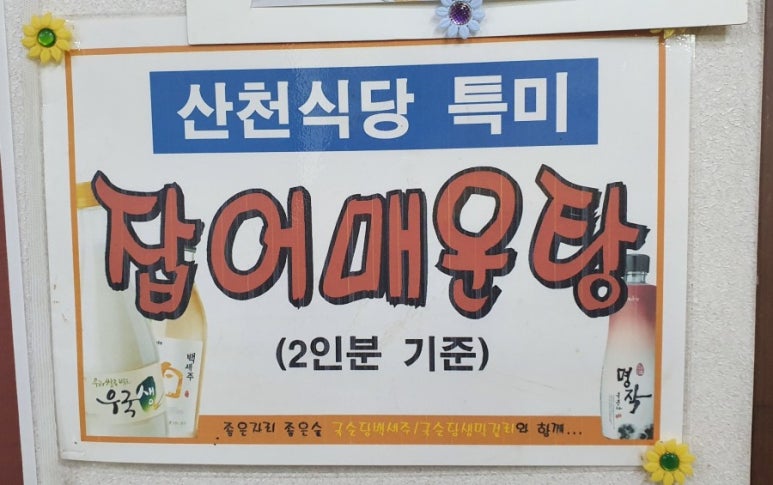 산천식당 특미
잡어매운탕
(2인분 기준)
백세주
우국생
명작
좋은자리 좋은술 국순당백세주/국순당생막걸리와 함께...